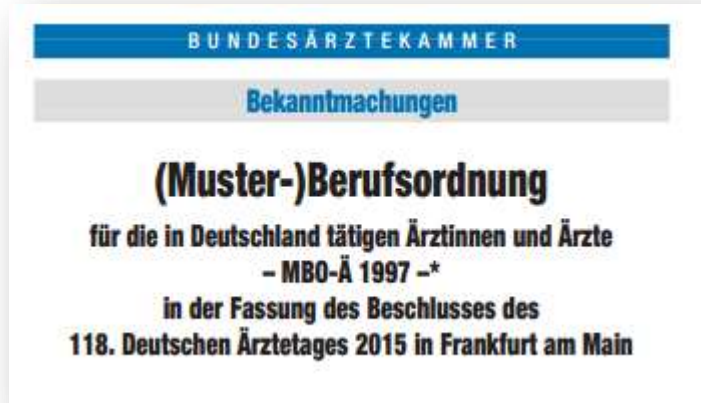 BUNDESÄRZTEKAMMER
Bekanntmachungen
(Muster-)Berufsordnung
für die in Deutschland tätigen Ärztinnen und Ärzte
– MBO-Ä 1997 –*
in der Fassung des Beschlusses des
118. Deutschen Ärztetages 2015 in Frankfurt am Main